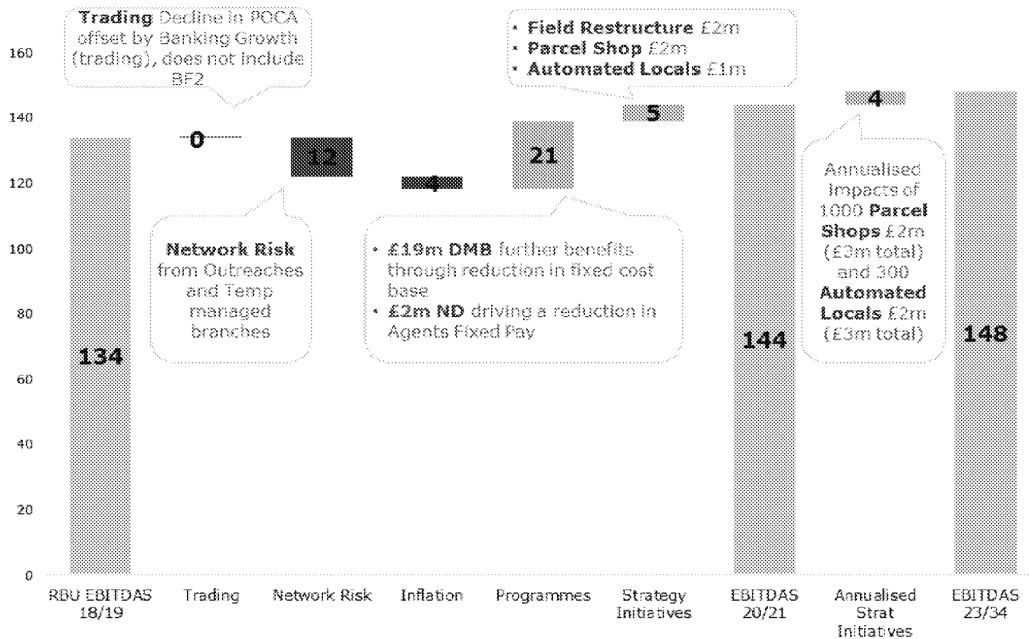 160
140
120
100
80
60
40
20
0
Trading Decline in POCA
offset by Banking Growth
(trading), does not include
BF2
• Field Restructure £2m
• Parcel Shop £2m
• Automated Locals £1m
134
0
12
4
21
5
144
4
148
Network Risk
from Outreaches
and Temp
managed
branches
• £19m DMB further benefits
through reduction in fixed cost
base
• £2m ND driving a reduction in
Agents Fixed Pay
Annualised
Impacts of
1000 Parcel
Shops £2m
(£3m total)
and 300
Automated
Locals £2m
(£3m total)
RBU EBITDAS
18/19
Trading
Network Risk
Inflation
Programmes
Strategy
Initiatives
EBITDAS
20/21
Annualised
Strat
Initiatives
EBITDAS
23/34